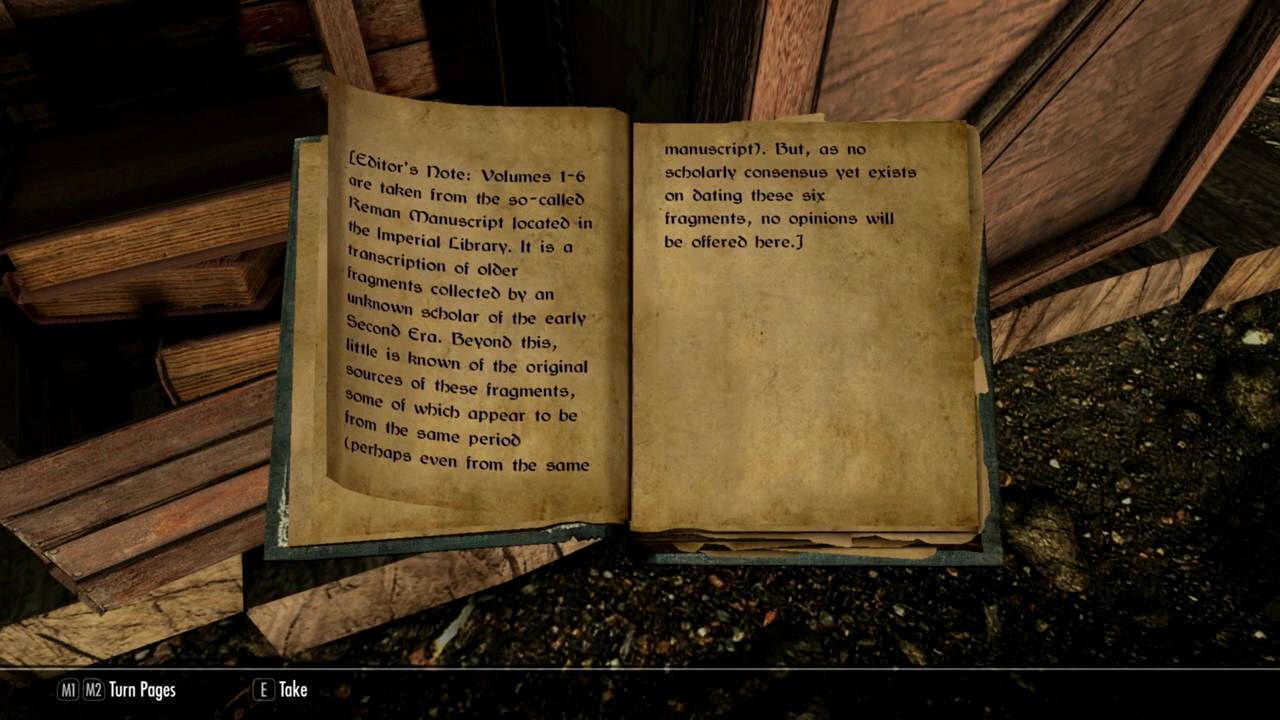 [Editor's Note: Volumes 1-6
are taken from the so-called
Reman Manuscript located in
the Imperial Library. It is a
transcription of older
fragments collected by an
unknown scholar of the early
Second Era. Beyond this,
little is known of the original
sources of these fragments,
some of which appear to be
from the same period
(perhaps even from the same
manuscript). But, as no
scholarly consensus yet exists
on dating these six
fragments, no opinions will
be offered here.]
M1 M2 Turn Pages
E Take